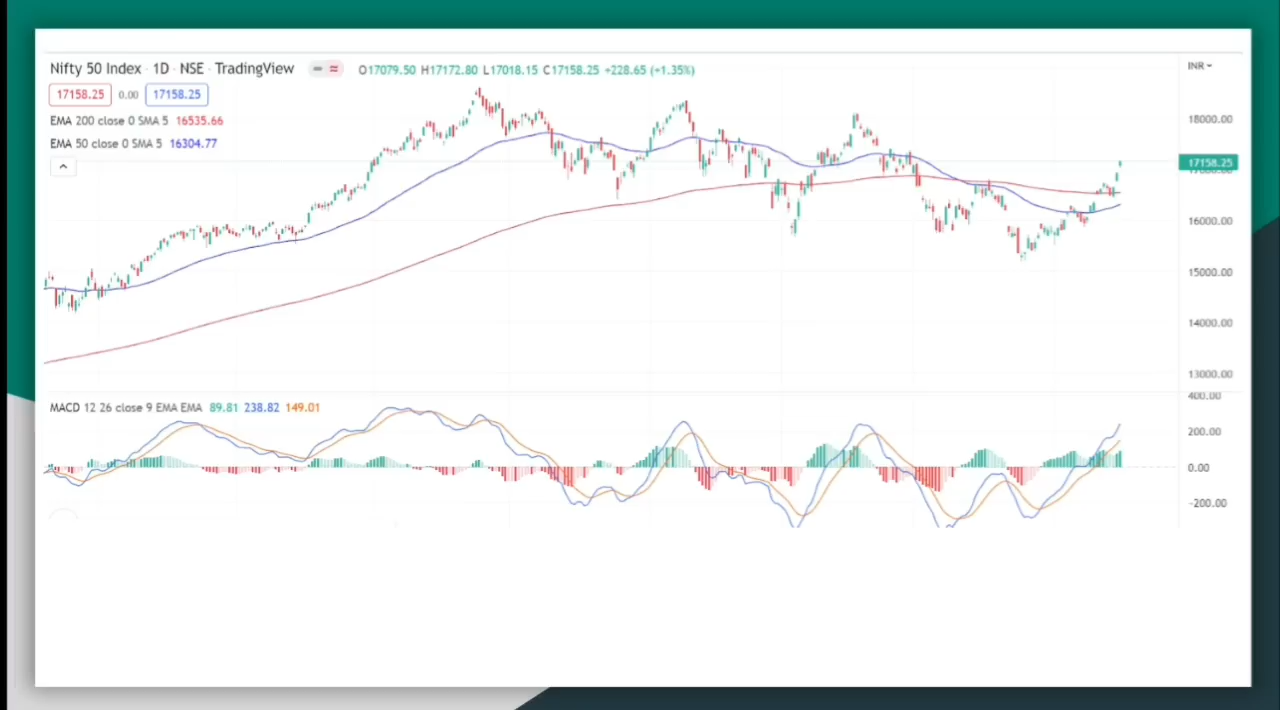 Nifty 50 Index · 1D · NSE · TradingView
O17079.50 H17172.80 L17018.15 C17158.25 +228.65 (+1.35%)
INR
17158.25 0.00 17158.25
EMA 200 close 0 SMA 5 16535.66
EMA 50 close 0 SMA 5 16304.77
18000.00
17158.25
17000.00
16000.00
15000.00
14000.00
13000.00
400.00
MACD 12 26 close 9 EMA EMA 89.81 238.82 149.01
200.00
0.00
-200.00